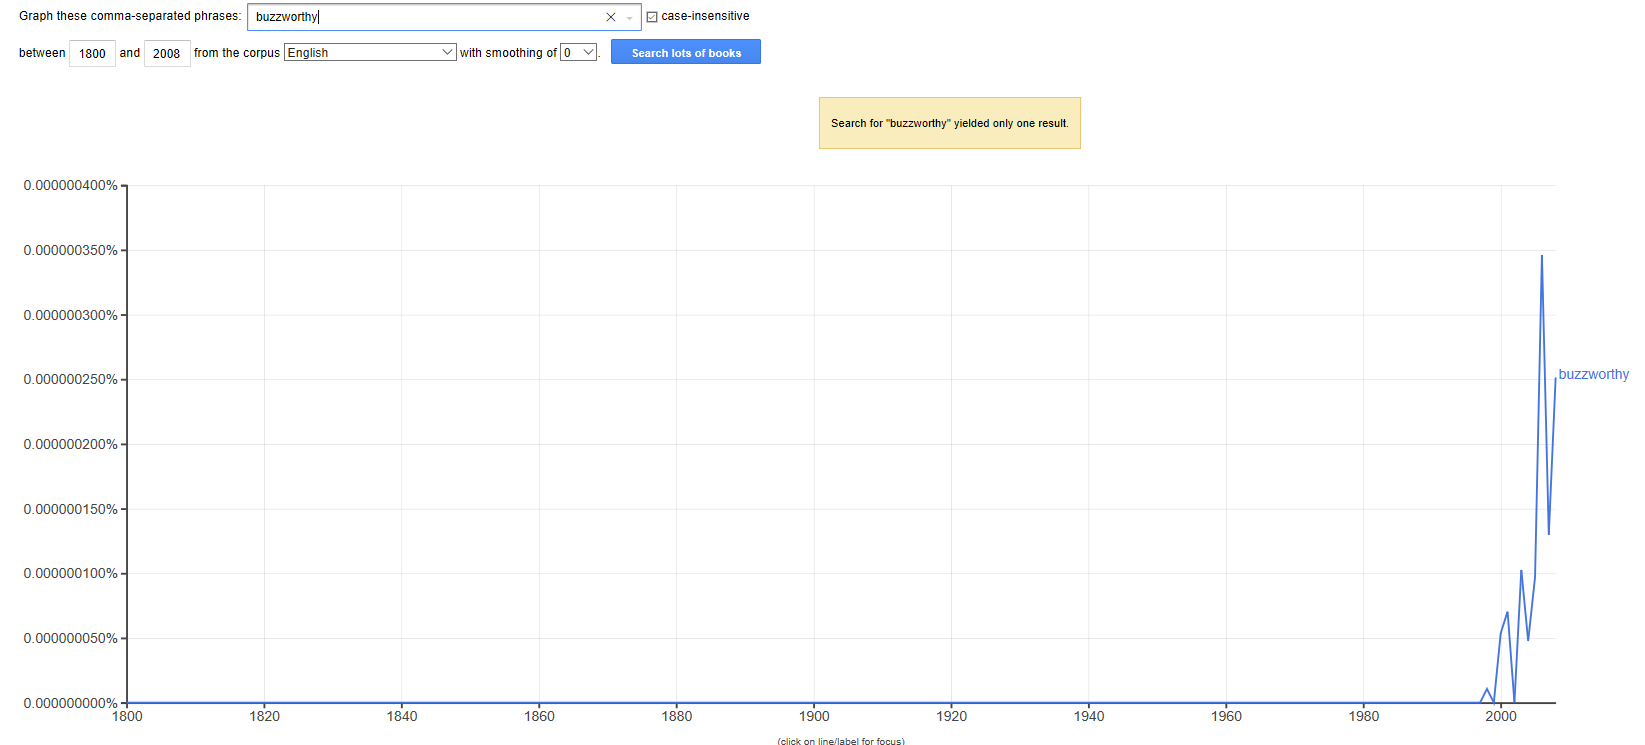 Graph these comma-separated phrases: buzzworthy case-insensitive
between 1800 and 2008 from the corpus English with smoothing of 0 . Search lots of books
Search for "buzworthy" yielded only one result.
0.000000400%
0.000000350%
0.000000300%
0.000000250%
buzzworthy
0.000000200%
0.000000150%
0.000000100%
0.000000050%
0.000000000%
1800 1820 1840 1860 1880 1900 1920 1940 1960 1980 2000
(click on line/label for focus)